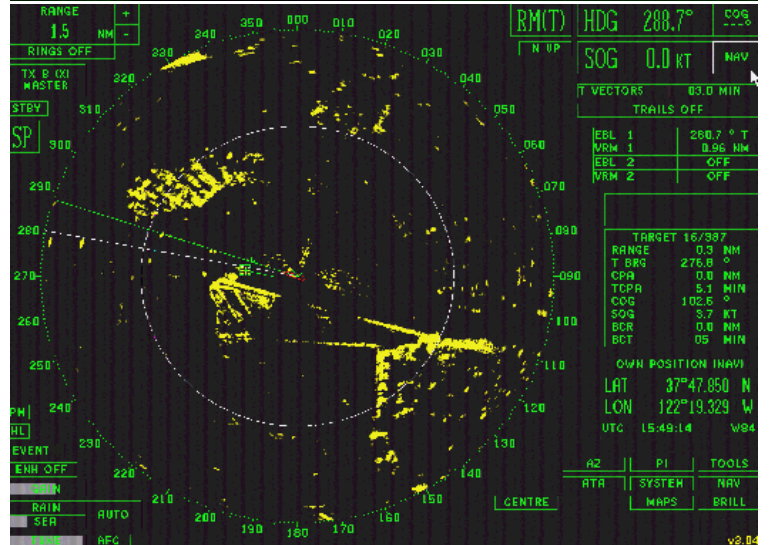 RANGE +
1.5 NM -
RINGS OFF
TX B (X)
MASTER
STBY
SP
RM(T)
N UP
HDG 288.7° COG
---°
SOG 0.0 KT NAV
T VECTORS 03.0 MIN
TRAILS OFF
EBL 1 280.7 ° T
VRM 1 0.96 NM
EBL 2 OFF
VRM 2 OFF
TARGET 16/387
RANGE 0.3 NM
T BRG 276.8 °
CPA 0.0 NM
TCPA 5.1 MIN
COG 102.6 °
SOG 3.7 KT
BCR 0.0 NM
BCT 05 MIN
OWN POSITION (NAV)
LAT 37°47.850 N
LON 122°19.329 W
UTC 15:49:14 W84
000
010
020
030
040
050
060
070
080
090
100
110
120
130
140
150
160
170
180
190
200
210
220
230
240
250
260
270
280
290
300
310
320
330
340
350
PH
HL
EVENT
ENH OFF
RAIN
SEA
AUTO
AFC
CENTRE
AZ PI TOOLS
ATA SYSTEM NAV
MAPS BRILL
v3.04